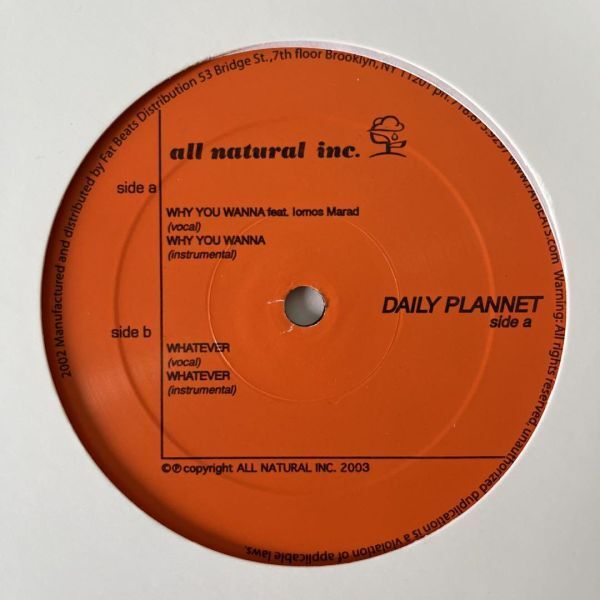 2002 Manufactured and distributed by Fat Beats Distribution 53 Bridge St.,7th floor Brooklyn, NY 11201 www.FATBEATS.com Warning: All rights reserved, unauthorized duplication is a violation of applicable laws.
all natural inc.
side a
WHY YOU WANNA feat. Iomos Marad
(vocal)
WHY YOU WANNA
(instrumental)
DAILY PLANNET
side a
side b
WHATEVER
(vocal)
WHATEVER
(instrumental)
©℗ copyright ALL NATURAL INC. 2003